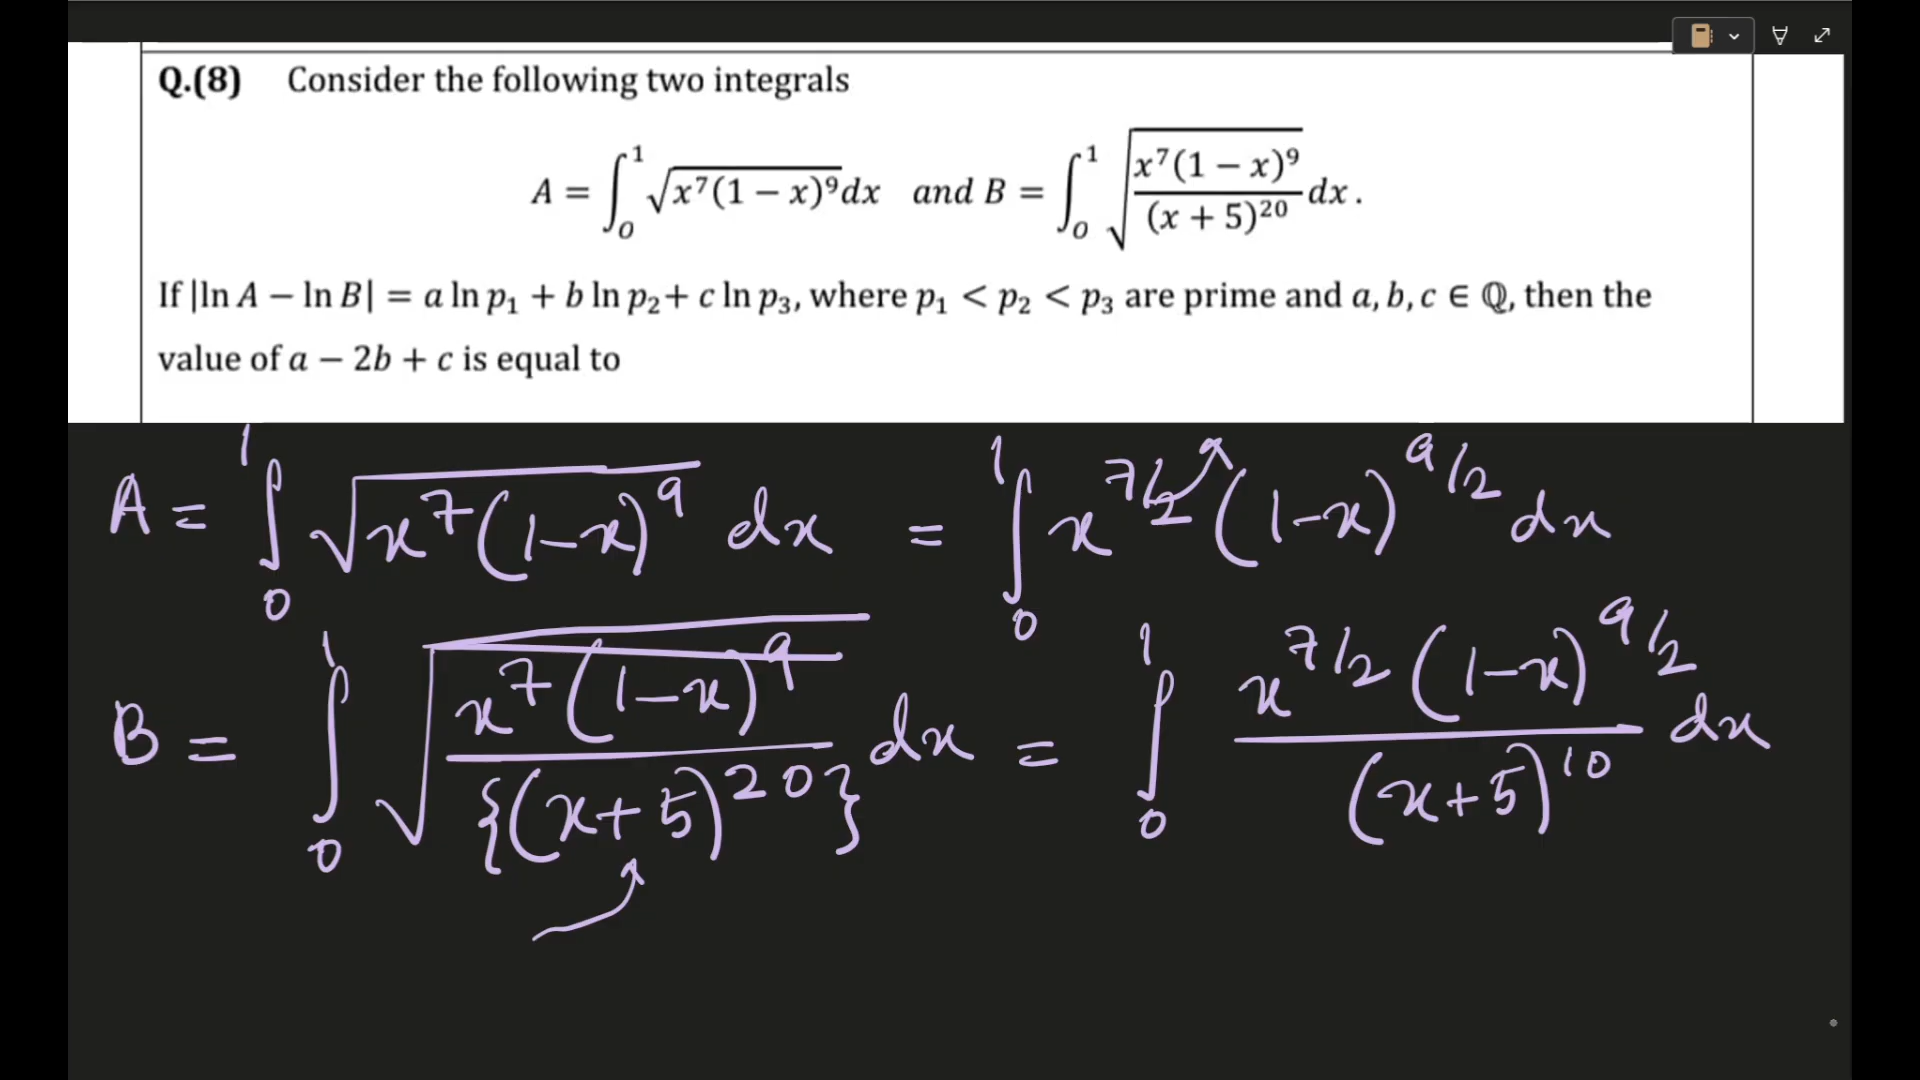 Q.(8) Consider the following two integrals
A = ∫₀¹ √(x⁷(1 − x)⁹) dx and B = ∫₀¹ √(x⁷(1 − x)⁹ / (x + 5)²⁰) dx .
If |ln A − ln B| = a ln p₁ + b ln p₂ + c ln p₃, where p₁ < p₂ < p₃ are prime and a, b, c ∈ ℚ, then the
value of a − 2b + c is equal to
A = ∫₀¹ √(x⁷(1−x)⁹) dx = ∫₀¹ x^(7/2) (1−x)^(9/2) dx
B = ∫₀¹ √(x⁷(1−x)⁹ / {(x+5)²⁰}) dx = ∫₀¹ x^(7/2) (1−x)^(9/2) / (x+5)¹⁰ dx